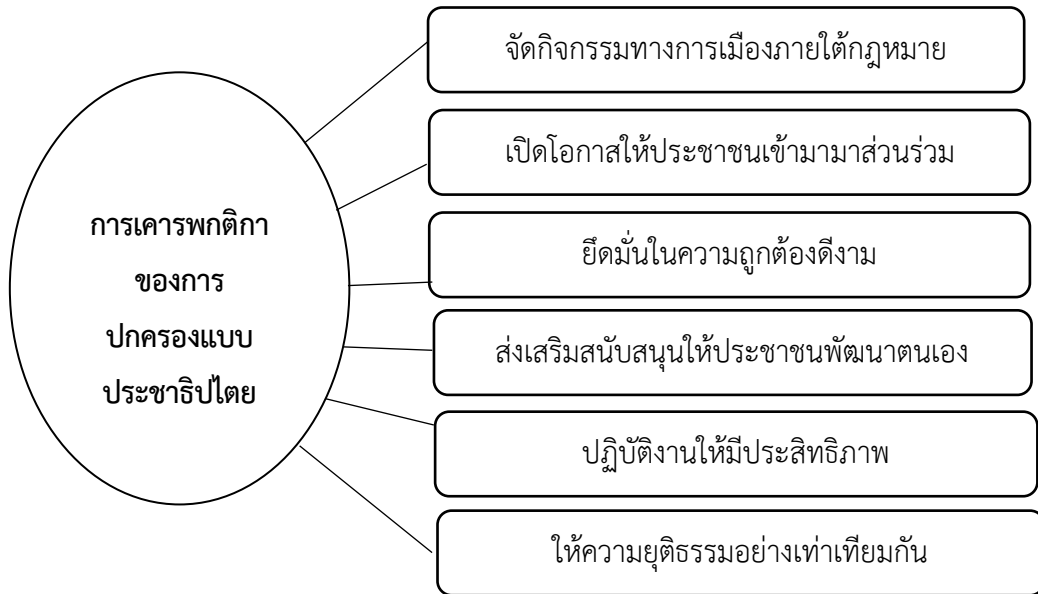 การเคารพกติกา
ของการ
ปกครองแบบ
ประชาธิปไตย
จัดกิจกรรมทางการเมืองภายใต้กฎหมาย
เปิดโอกาสให้ประชาชนเข้ามามาส่วนร่วม
ยึดมั่นในความถูกต้องดีงาม
ส่งเสริมสนับสนุนให้ประชาชนพัฒนาตนเอง
ปฏิบัติงานให้มีประสิทธิภาพ
ให้ความยุติธรรมอย่างเท่าเทียมกัน